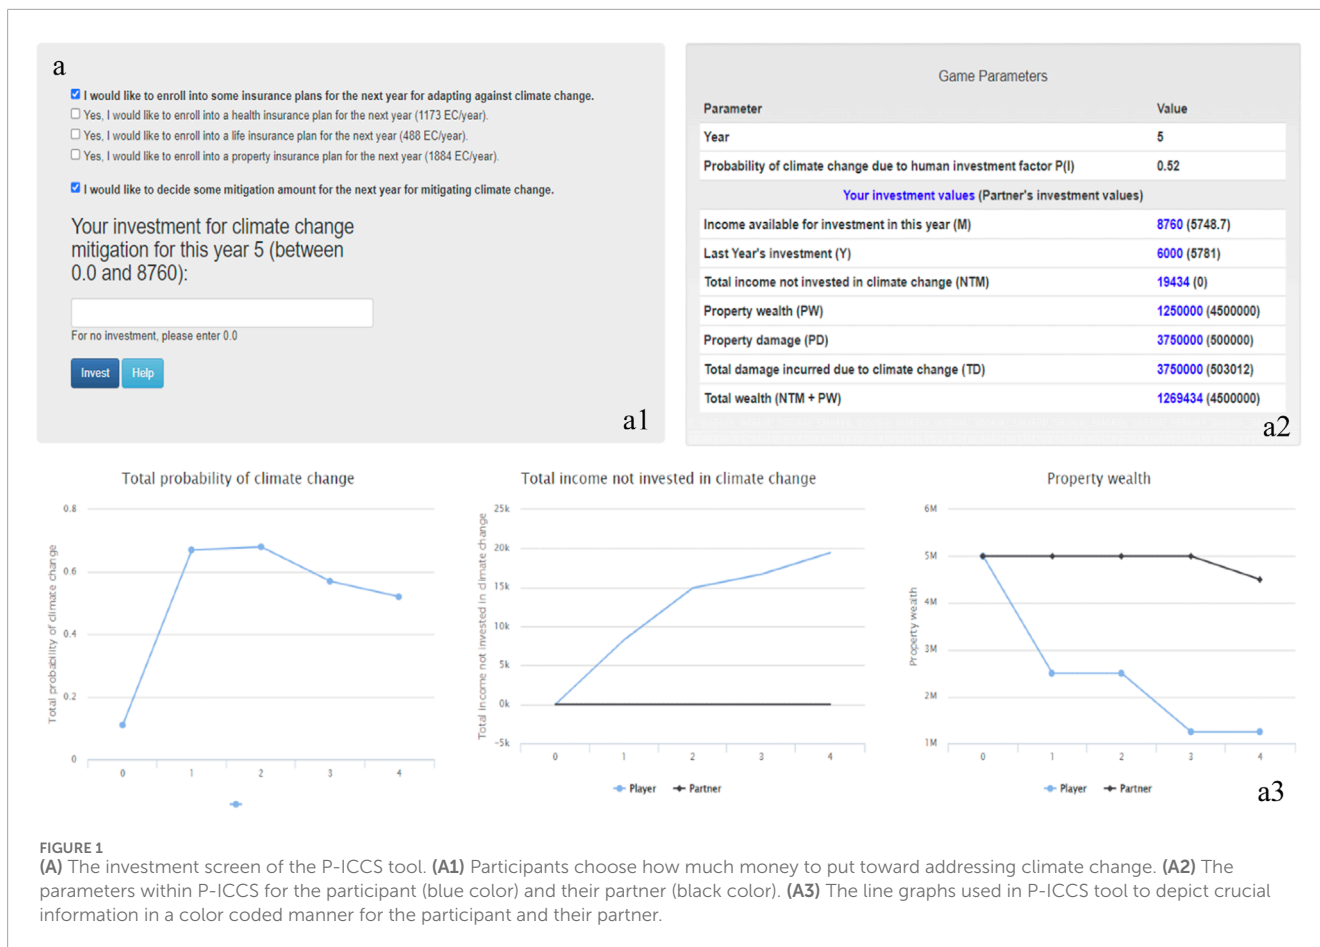 a
I would like to enroll into some insurance plans for the next year for adapting against climate change.
Yes, I would like to enroll into a health insurance plan for the next year (1173 EC/year).
Yes, I would like to enroll into a life insurance plan for the next year (488 EC/year).
Yes, I would like to enroll into a property insurance plan for the next year (1884 EC/year).
I would like to decide some mitigation amount for the next year for mitigating climate change.
Your investment for climate change
mitigation for this year 5 (between
0.0 and 8760):
For no investment, please enter 0.0
Invest Help
a1
Game Parameters
Parameter Value
Year 5
Probability of climate change due to human investment factor P(I) 0.52
Your investment values (Partner's investment values)
Income available for investment in this year (M) 8760 (5748.7)
Last Year's investment (Y) 6000 (5781)
Total income not invested in climate change (NTM) 19434 (0)
Property wealth (PW) 1250000 (4500000)
Property damage (PD) 3750000 (500000)
Total damage incurred due to climate change (TD) 3750000 (503012)
Total wealth (NTM + PW) 1269434 (4500000)
a2
Total probability of climate change
Total probability of climate change
0.8
0.6
0.4
0.2
0
0 1 2 3 4
Total income not invested in climate change
Total income not invested in climate change
25k
20k
15k
10k
5k
0k
-5k
0 1 2 3 4
Player Partner
Property wealth
Property wealth
6M
5M
4M
3M
2M
1M
0 1 2 3 4
Player Partner
a3
FIGURE 1
(A) The investment screen of the P-ICCS tool. (A1) Participants choose how much money to put toward addressing climate change. (A2) The
parameters within P-ICCS for the participant (blue color) and their partner (black color). (A3) The line graphs used in P-ICCS tool to depict crucial
information in a color coded manner for the participant and their partner.